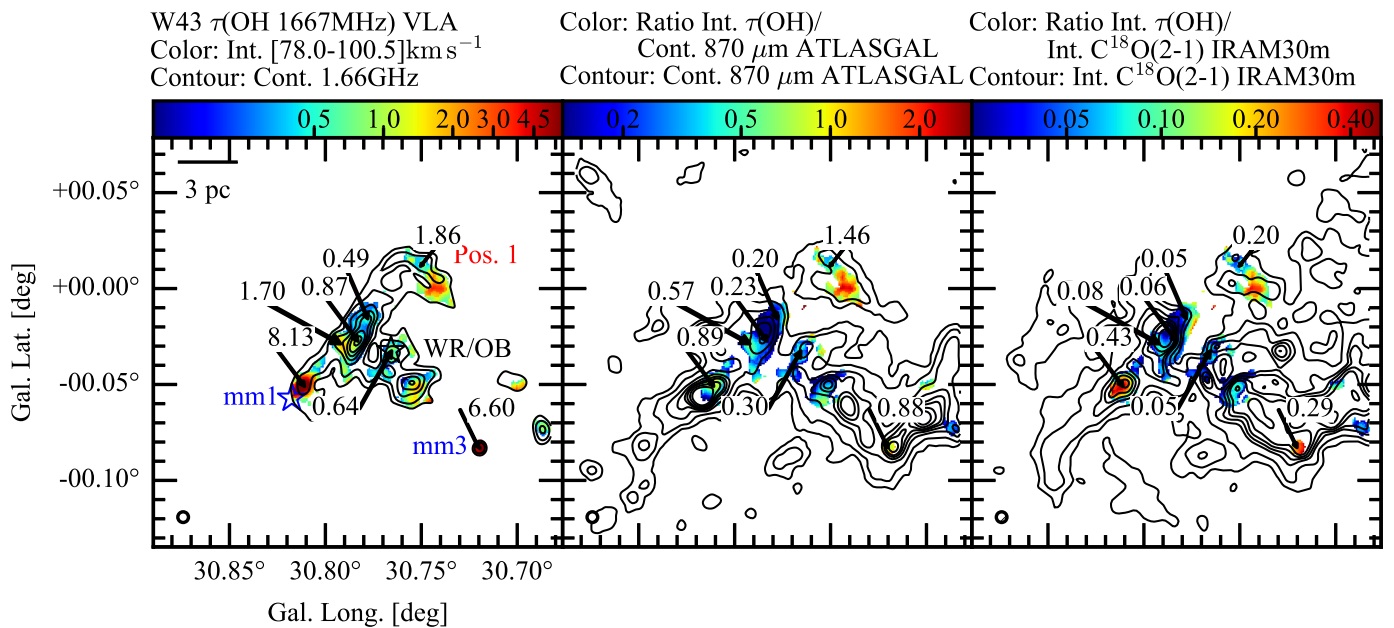 W43 τ(OH 1667MHz) VLA
Color: Int. [78.0-100.5]km s⁻¹
Contour: Cont. 1.66GHz
Color: Ratio Int. τ(OH)/
Cont. 870 μm ATLASGAL
Contour: Cont. 870 μm ATLASGAL
Color: Ratio Int. τ(OH)/
Int. C¹⁸O(2-1) IRAM30m
Contour: Int. C¹⁸O(2-1) IRAM30m
0.5 1.0 2.0 3.0 4.5
0.2 0.5 1.0 2.0
0.05 0.10 0.20 0.40
Gal. Lat. [deg]
+00.05°
+00.00°
-00.05°
-00.10°
3 pc
1.86
Pos. 1
0.49
0.87
1.70
8.13
WR/OB
mm1
0.64
6.60
mm3
1.46
0.20
0.23
0.57
0.89
0.30
0.88
0.20
0.05
0.06
0.08
0.43
0.05
0.29
30.85° 30.80° 30.75° 30.70°
Gal. Long. [deg]